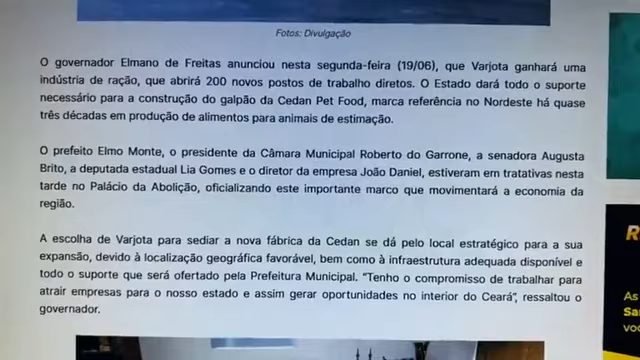 Fotos: Divulgação
O governador Elmano de Freitas anunciou nesta segunda-feira (19/06), que Varjota ganhará uma
indústria de ração, que abrirá 200 novos postos de trabalho diretos. O Estado dará todo o suporte
necessário para a construção do galpão da Cedan Pet Food, marca referência no Nordeste há quase
três décadas em produção de alimentos para animais de estimação.
O prefeito Elmo Monte, o presidente da Câmara Municipal Roberto do Garrone, a senadora Augusta
Brito, a deputada estadual Lia Gomes e o diretor da empresa João Daniel, estiveram em tratativas nesta
tarde no Palácio da Abolição, oficializando este importante marco que movimentará a economia da
região.
A escolha de Varjota para sediar a nova fábrica da Cedan se dá pelo local estratégico para a sua
expansão, devido à localização geográfica favorável, bem como à infraestrutura adequada disponível e
todo o suporte que será ofertado pela Prefeitura Municipal. “Tenho o compromisso de trabalhar para
atrair empresas para o nosso estado e assim gerar oportunidades no interior do Ceará”, ressaltou o
governador.
R
As
Sa
voc